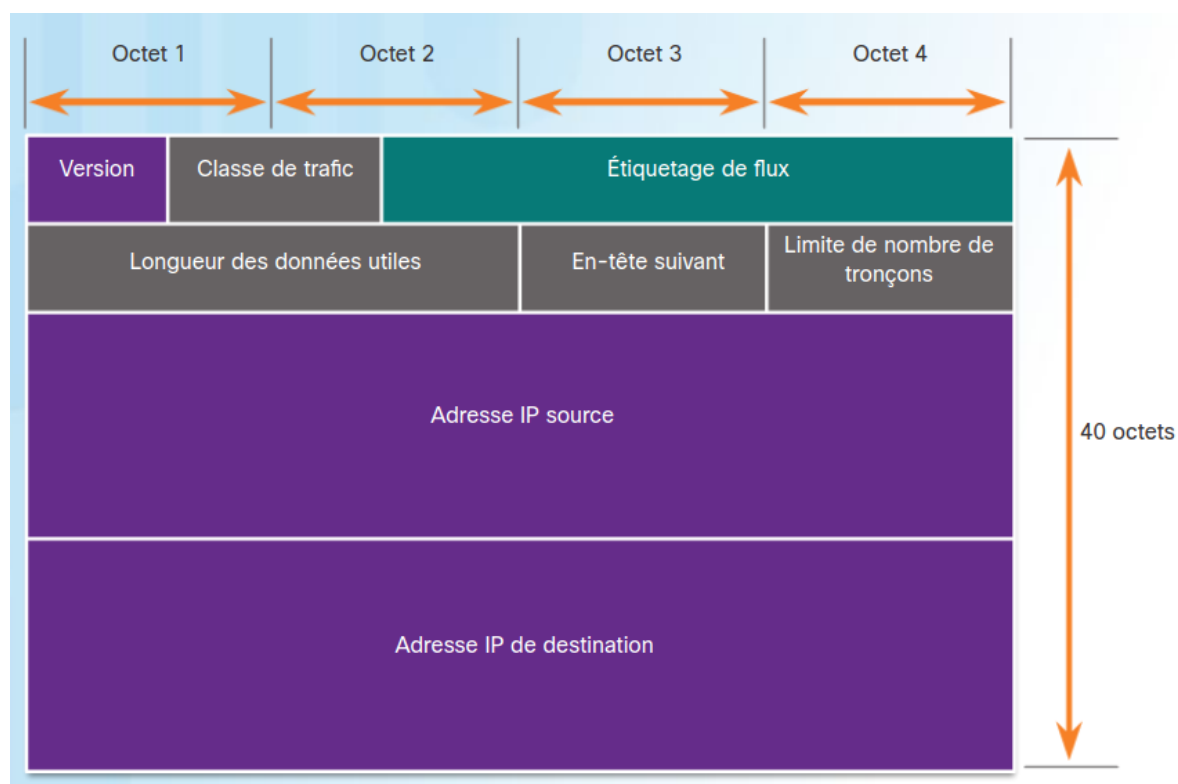 Octet 1
Octet 2
Octet 3
Octet 4
Version
Classe de trafic
Étiquetage de flux
Longueur des données utiles
En-tête suivant
Limite de nombre de
tronçons
Adresse IP source
40 octets
Adresse IP de destination